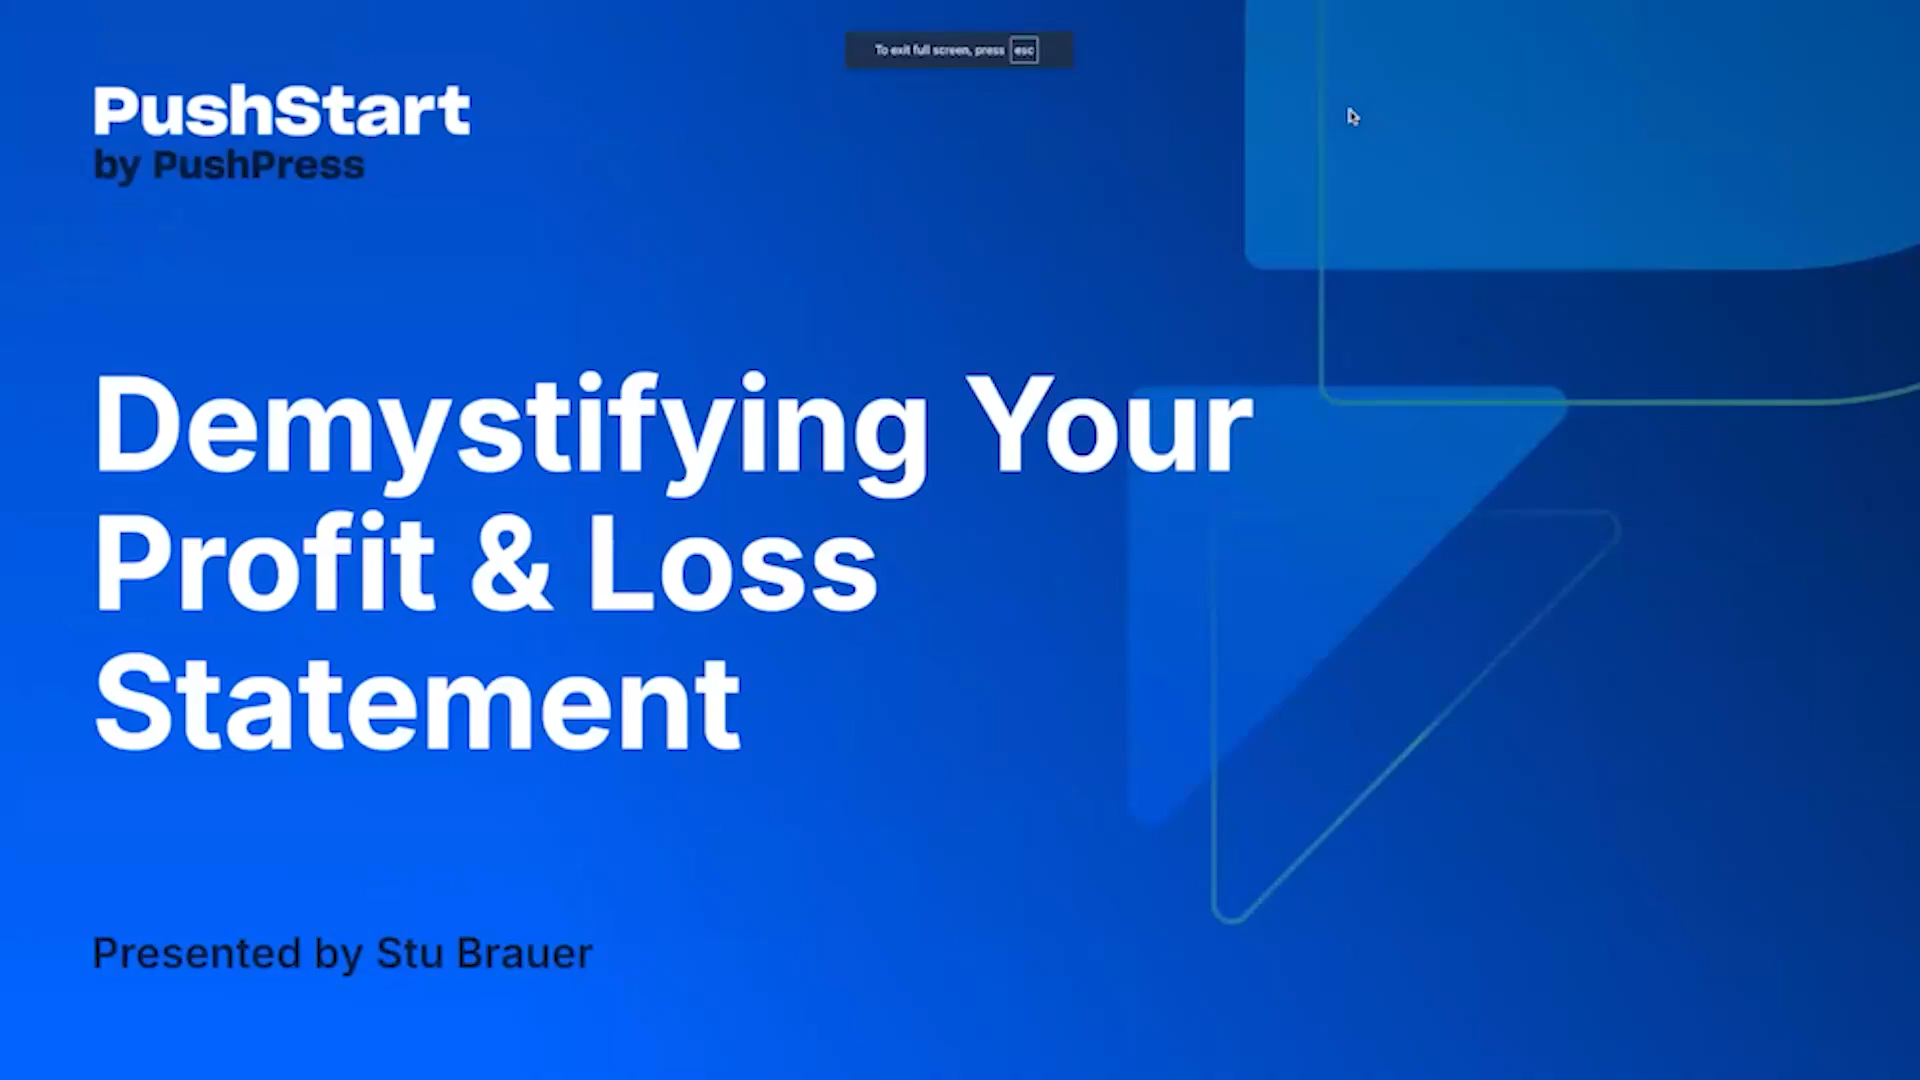 To exit full screen, press esc
PushStart
by PushPress
Demystifying Your
Profit & Loss
Statement
Presented by Stu Brauer